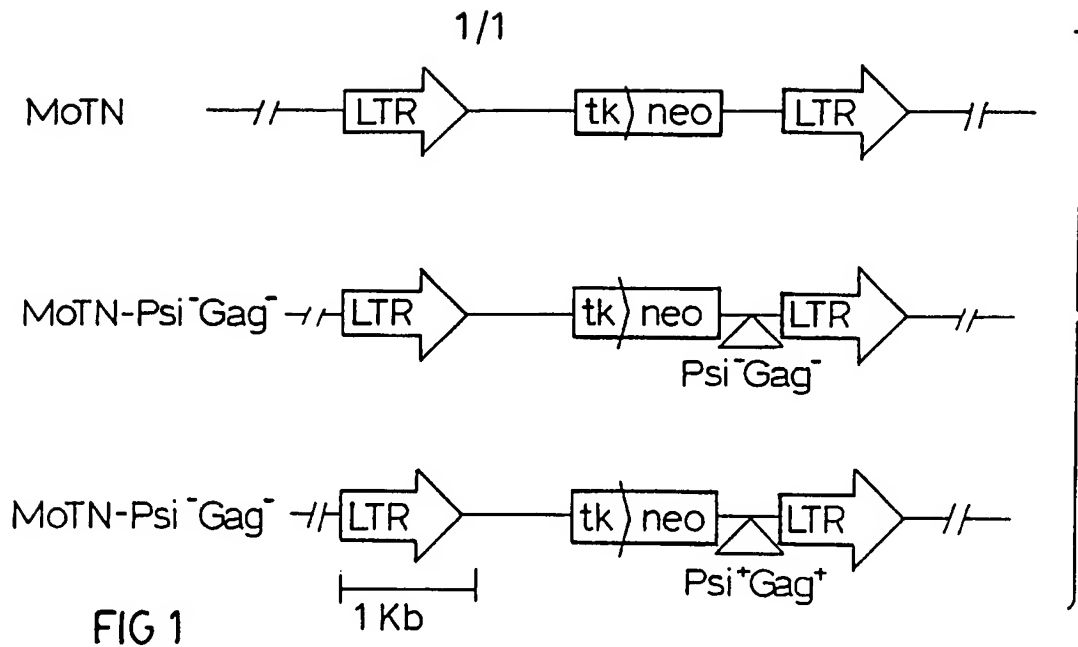 1/1
MoTN LTR tk neo LTR
MoTN-Psi⁻Gag⁻ LTR tk neo LTR
Psi⁻Gag⁻
MoTN-Psi⁻Gag⁻ LTR tk neo LTR
Psi⁺Gag⁺
1 Kb
FIG 1